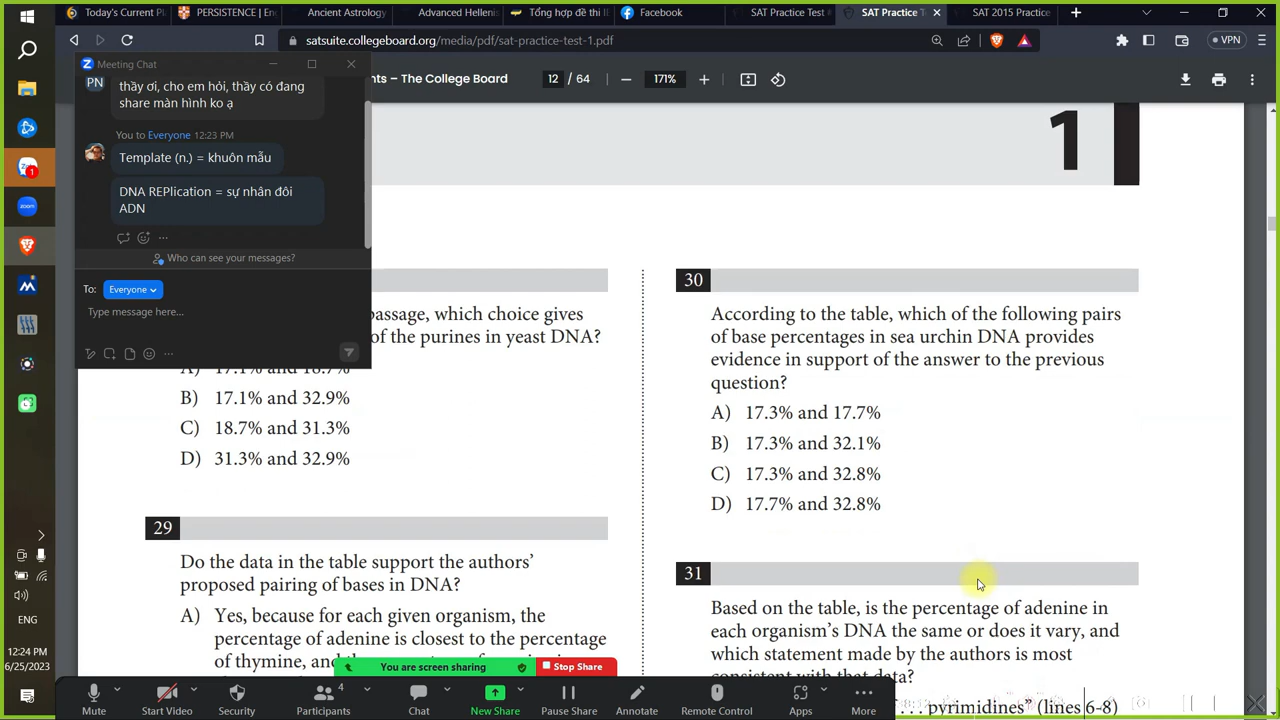 Today's Current Pl
PERSISTENCE | En
Ancient Astrology
Advanced Hellenis
Tổng hợp đề thi II
Facebook
SAT Practice Test #
SAT Practice T
SAT 2015 Practice
satsuite.collegeboard.org/media/pdf/sat-practice-test-1.pdf
VPN
Meeting Chat
nts – The College Board
12 / 64
171%
PN
thầy ơi, cho em hỏi, thầy có đang
share màn hình ko ạ
You to Everyone 12:23 PM
Template (n.) = khuôn mẫu
DNA REPlication = sự nhân đôi
ADN
Who can see your messages?
To: Everyone
Type message here...
1
passage, which choice gives
of the purines in yeast DNA?
A) 17.1% and 18.7%
B) 17.1% and 32.9%
C) 18.7% and 31.3%
D) 31.3% and 32.9%
29
Do the data in the table support the authors'
proposed pairing of bases in DNA?
A) Yes, because for each given organism, the
percentage of adenine is closest to the percentage
of thymine, and the
30
According to the table, which of the following pairs
of base percentages in sea urchin DNA provides
evidence in support of the answer to the previous
question?
A) 17.3% and 17.7%
B) 17.3% and 32.1%
C) 17.3% and 32.8%
D) 17.7% and 32.8%
31
Based on the table, is the percentage of adenine in
each organism's DNA the same or does it vary, and
which statement made by the authors is most
consistent with that data?
. . . pyrimidines" (lines 6-8)
You are screen sharing
Stop Share
Mute
Start Video
Security
Participants
4
Chat
New Share
Pause Share
Annotate
Remote Control
Apps
More
1
ENG
12:24 PM
6/25/2023